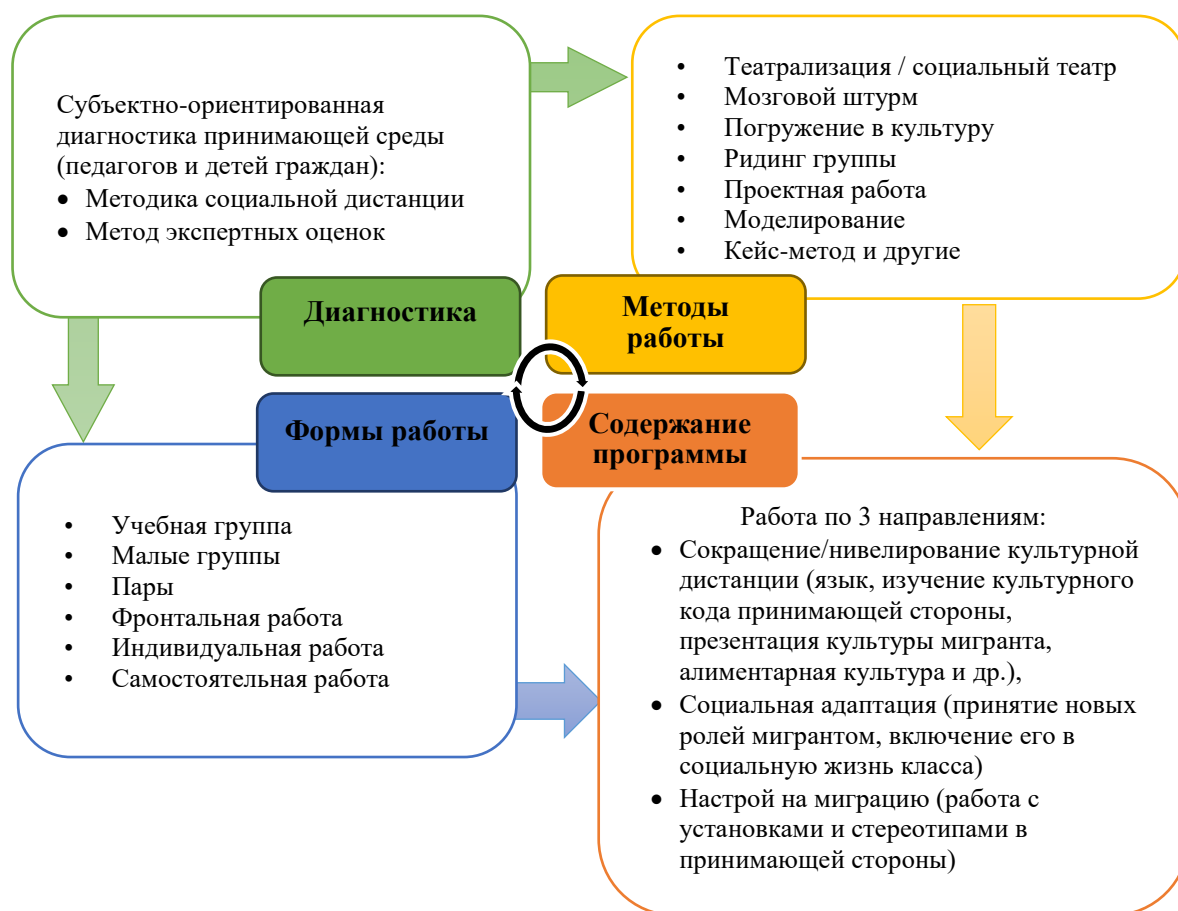 Субъектно-ориентированная
диагностика принимающей среды
(педагогов и детей граждан):
• Методика социальной дистанции
• Метод экспертных оценок
Диагностика
• Театрализация / социальный театр
• Мозговой штурм
• Погружение в культуру
• Ридинг группы
• Проектная работа
• Моделирование
• Кейс-метод и другие
Методы
работы
Формы работы
• Учебная группа
• Малые группы
• Пары
• Фронтальная работа
• Индивидуальная работа
• Самостоятельная работа
Содержание
программы
Работа по 3 направлениям:
• Сокращение/нивелирование культурной
дистанции (язык, изучение культурного
кода принимающей стороны,
презентация культуры мигранта,
алиментарная культура и др.),
• Социальная адаптация (принятие новых
ролей мигрантом, включение его в
социальную жизнь класса)
• Настрой на миграцию (работа с
установками и стереотипами в
принимающей стороны)